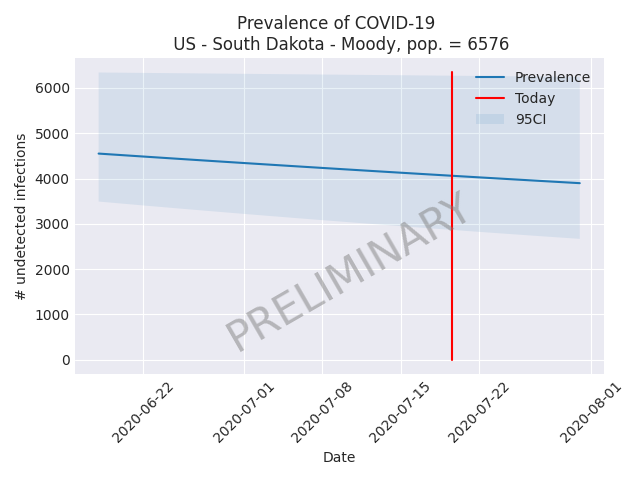 Prevalence of COVID-19
US - South Dakota - Moody, pop. = 6576
Prevalence
Today
95CI
6000
5000
4000
3000
2000
1000
0
# undetected infections
PRELIMINARY
2020-06-22
2020-07-01
2020-07-08
2020-07-15
2020-07-22
2020-08-01
Date